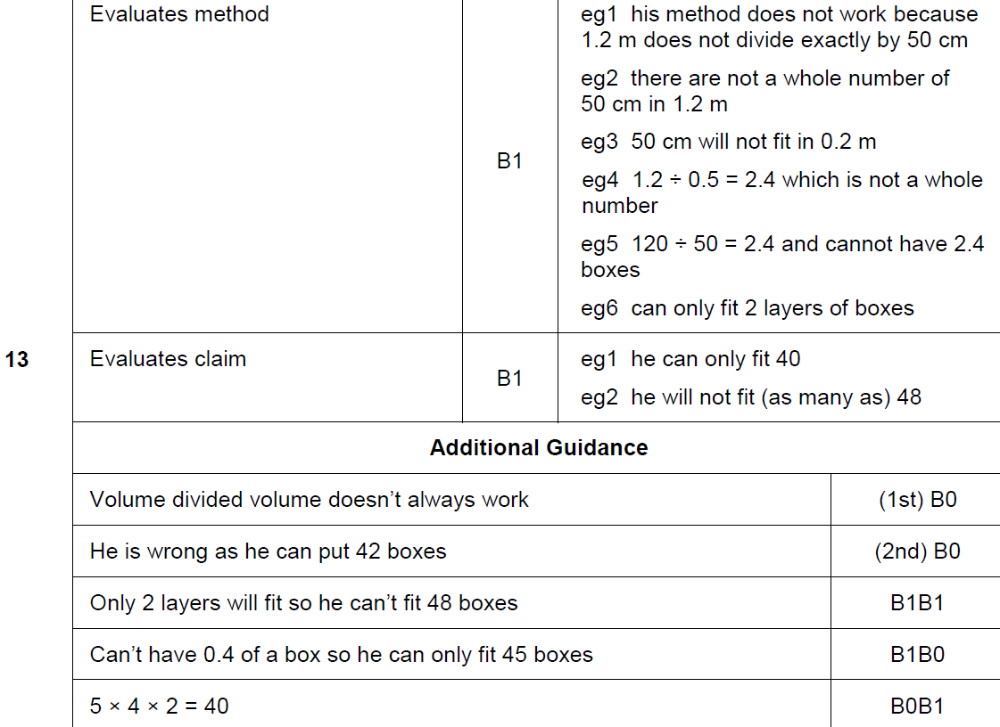 Evaluates method
B1
eg1 his method does not work because
1.2 m does not divide exactly by 50 cm
eg2 there are not a whole number of
50 cm in 1.2 m
eg3 50 cm will not fit in 0.2 m
eg4 1.2 ÷ 0.5 = 2.4 which is not a whole
number
eg5 120 ÷ 50 = 2.4 and cannot have 2.4
boxes
eg6 can only fit 2 layers of boxes
13
Evaluates claim
B1
eg1 he can only fit 40
eg2 he will not fit (as many as) 48
Additional Guidance
Volume divided volume doesn’t always work (1st) B0
He is wrong as he can put 42 boxes (2nd) B0
Only 2 layers will fit so he can’t fit 48 boxes B1B1
Can’t have 0.4 of a box so he can only fit 45 boxes B1B0
5 × 4 × 2 = 40 B0B1